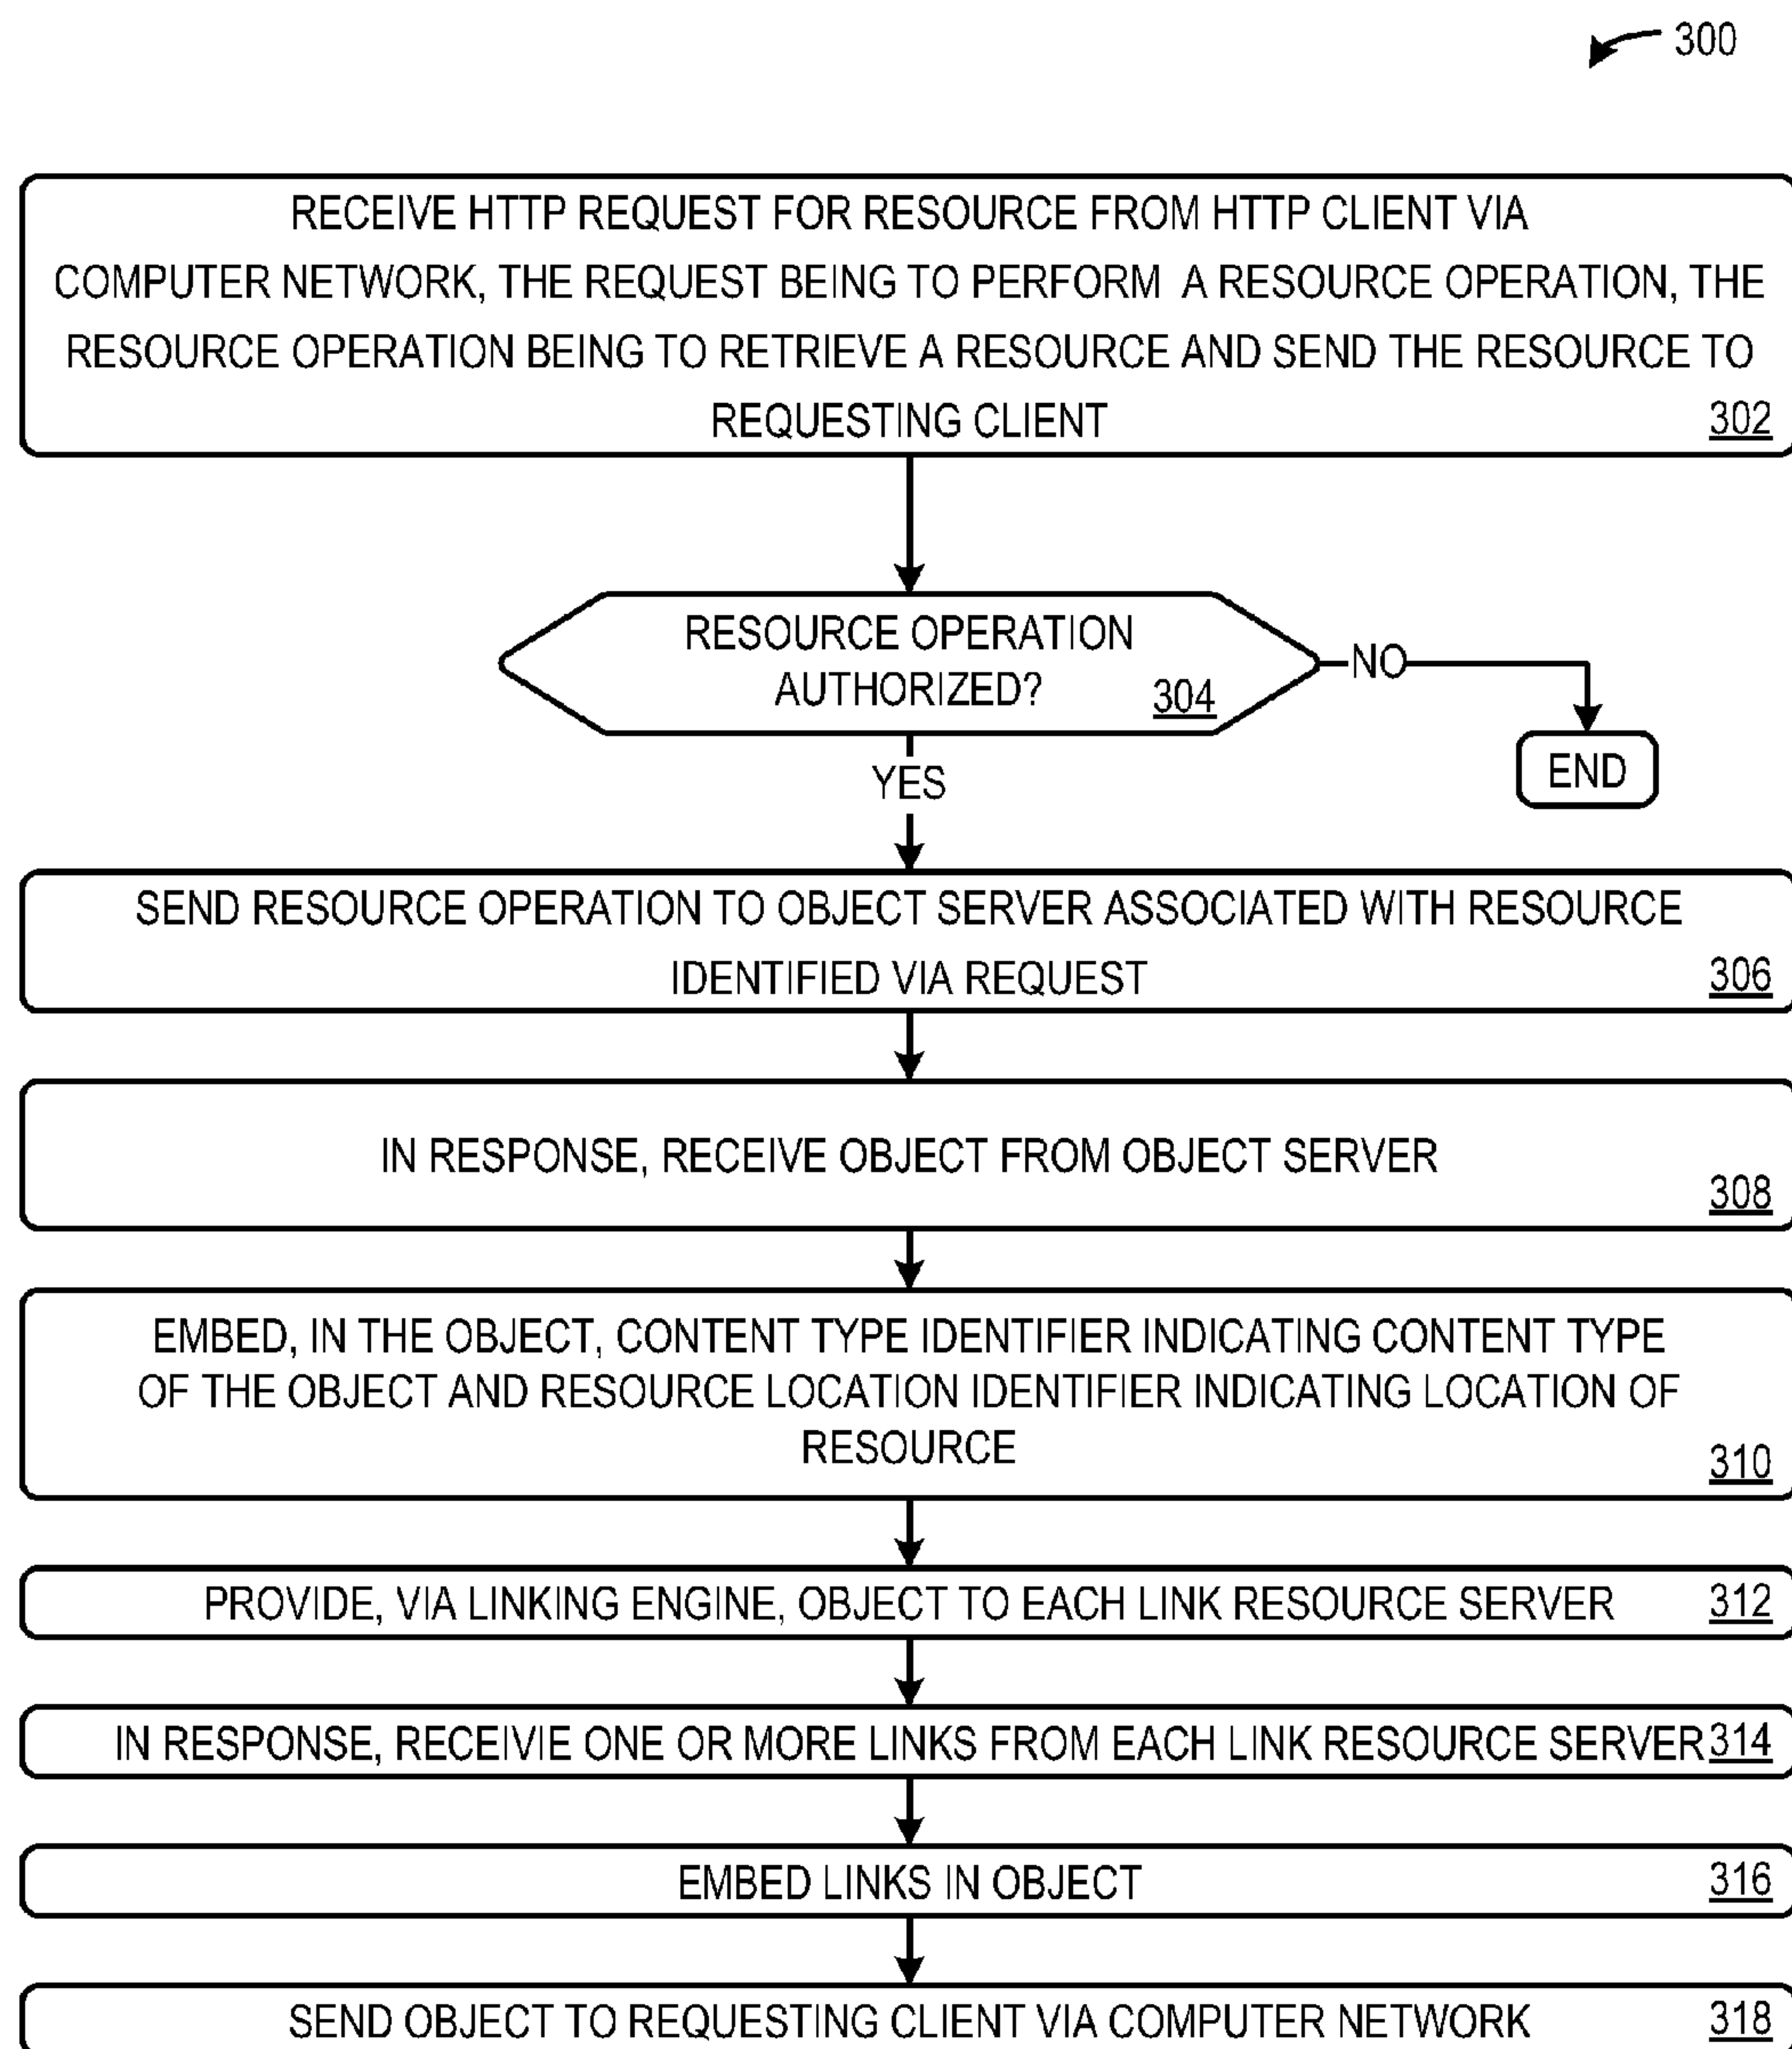 300
RECEIVE HTTP REQUEST FOR RESOURCE FROM HTTP CLIENT VIA
COMPUTER NETWORK, THE REQUEST BEING TO PERFORM A RESOURCE OPERATION, THE
RESOURCE OPERATION BEING TO RETRIEVE A RESOURCE AND SEND THE RESOURCE TO
REQUESTING CLIENT
302
RESOURCE OPERATION
AUTHORIZED?
304
NO
END
YES
SEND RESOURCE OPERATION TO OBJECT SERVER ASSOCIATED WITH RESOURCE
IDENTIFIED VIA REQUEST
306
IN RESPONSE, RECEIVE OBJECT FROM OBJECT SERVER
308
EMBED, IN THE OBJECT, CONTENT TYPE IDENTIFIER INDICATING CONTENT TYPE
OF THE OBJECT AND RESOURCE LOCATION IDENTIFIER INDICATING LOCATION OF
RESOURCE
310
PROVIDE, VIA LINKING ENGINE, OBJECT TO EACH LINK RESOURCE SERVER
312
IN RESPONSE, RECEIVIE ONE OR MORE LINKS FROM EACH LINK RESOURCE SERVER
314
EMBED LINKS IN OBJECT
316
SEND OBJECT TO REQUESTING CLIENT VIA COMPUTER NETWORK
318